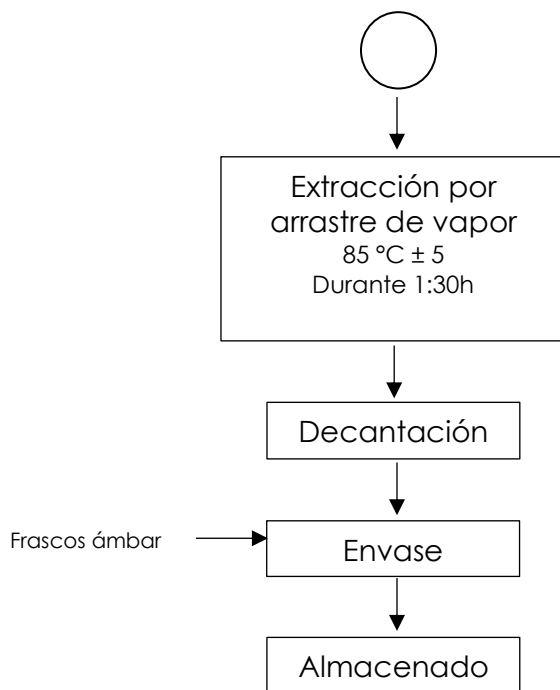 Extracción por
arrastre de vapor
85 °C ± 5
Durante 1:30h
Decantación
Frascos ámbar
Envase
Almacenado